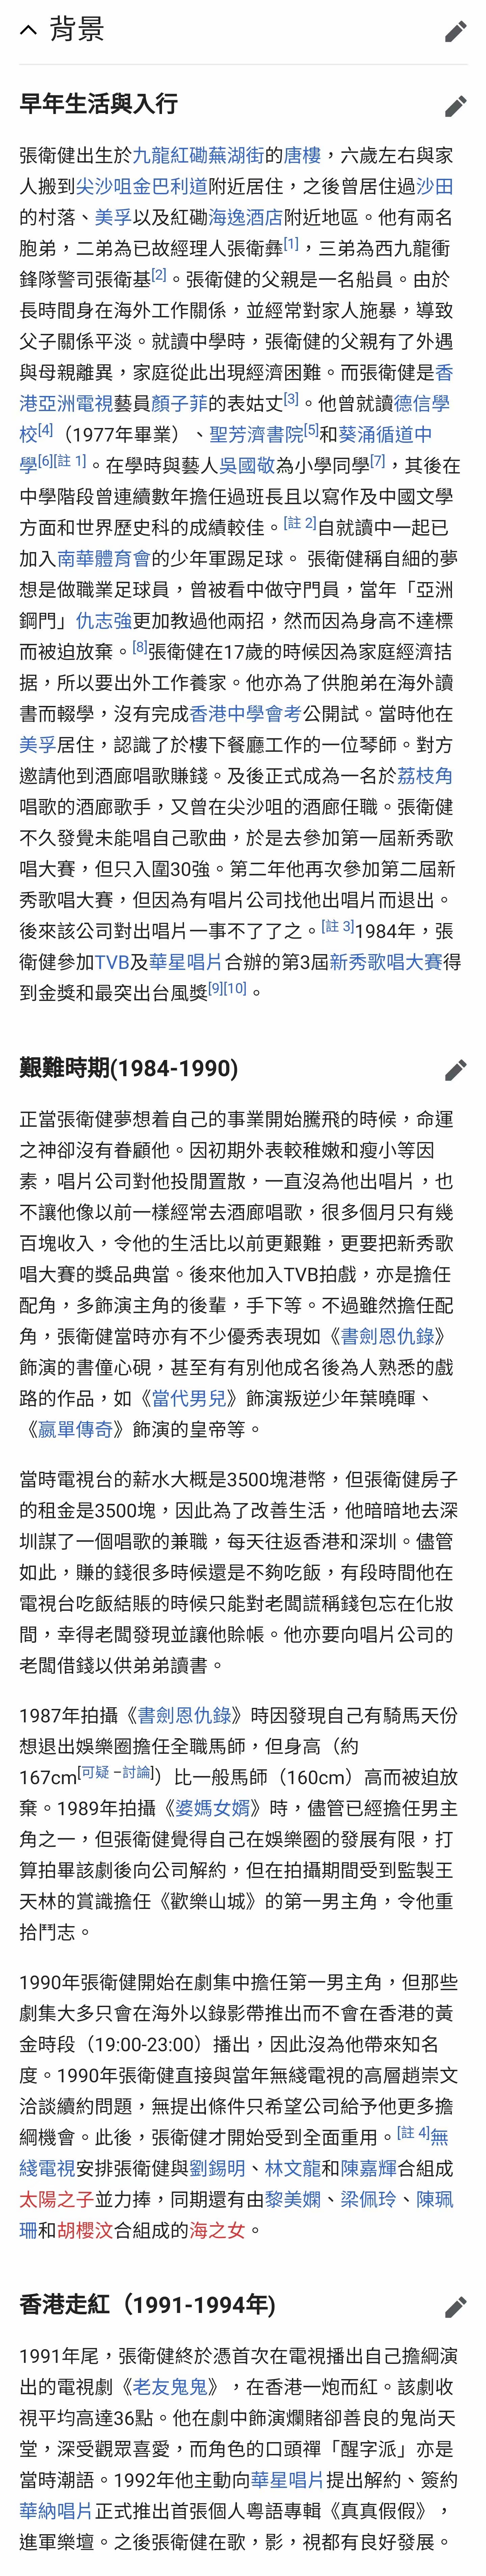 背景
早年生活與入行
張衛健出生於九龍紅磡蕪湖街的唐樓，六歲左右與家
人搬到尖沙咀金巴利道附近居住，之後曾居住過沙田
的村落、美孚以及紅磡海逸酒店附近地區。他有兩名
胞弟，二弟為已故經理人張衛彝[1]，三弟為西九龍衝
鋒隊警司張衛基[2]。張衛健的父親是一名船員。由於
長時間身在海外工作關係，並經常對家人施暴，導致
父子關係平淡。就讀中學時，張衛健的父親有了外遇
與母親離異，家庭從此出現經濟困難。而張衛健是香
港亞洲電視藝員顏子菲的表姑丈[3]。他曾就讀德信學
校[4]（1977年畢業）、聖芳濟書院[5]和葵涌循道中
學[6][註 1]。在學時與藝人吳國敬為小學同學[7]，其後在
中學階段曾連續數年擔任過班長且以寫作及中國文學
方面和世界歷史科的成績較佳。[註 2]自就讀中一起已
加入南華體育會的少年軍踢足球。 張衛健稱自細的夢
想是做職業足球員，曾被看中做守門員，當年「亞洲
鋼門」仇志強更加教過他兩招，然而因為身高不達標
而被迫放棄。[8]張衛健在17歲的時候因為家庭經濟拮
据，所以要出外工作養家。他亦為了供胞弟在海外讀
書而輟學，沒有完成香港中學會考公開試。當時他在
美孚居住，認識了於樓下餐廳工作的一位琴師。對方
邀請他到酒廊唱歌賺錢。及後正式成為一名於荔枝角
唱歌的酒廊歌手，又曾在尖沙咀的酒廊任職。張衛健
不久發覺未能唱自己歌曲，於是去參加第一屆新秀歌
唱大賽，但只入圍30強。第二年他再次參加第二屆新
秀歌唱大賽，但因為有唱片公司找他出唱片而退出。
後來該公司對出唱片一事不了了之。[註 3]1984年，張
衛健參加TVB及華星唱片合辦的第3屆新秀歌唱大賽得
到金獎和最突出台風獎[9][10]。
艱難時期(1984-1990)
正當張衛健夢想着自己的事業開始騰飛的時候，命運
之神卻沒有眷顧他。因初期外表較稚嫩和瘦小等因
素，唱片公司對他投閒置散，一直沒為他出唱片，也
不讓他像以前一樣經常去酒廊唱歌，很多個月只有幾
百塊收入，令他的生活比以前更艱難，更要把新秀歌
唱大賽的獎品典當。後來他加入TVB拍戲，亦是擔任
配角，多飾演主角的後輩，手下等。不過雖然擔任配
角，張衛健當時亦有不少優秀表現如《書劍恩仇錄》
飾演的書僮心硯，甚至有有別他成名後為人熟悉的戲
路的作品，如《當代男兒》飾演叛逆少年葉曉暉、
《嬴單傳奇》飾演的皇帝等。
當時電視台的薪水大概是3500塊港幣，但張衛健房子
的租金是3500塊，因此為了改善生活，他暗暗地去深
圳謀了一個唱歌的兼職，每天往返香港和深圳。儘管
如此，賺的錢很多時候還是不夠吃飯，有段時間他在
電視台吃飯結賬的時候只能對老闆謊稱錢包忘在化妝
間，幸得老闆發現並讓他賒帳。他亦要向唱片公司的
老闆借錢以供弟弟讀書。
1987年拍攝《書劍恩仇錄》時因發現自己有騎馬天份
想退出娛樂圈擔任全職馬師，但身高（約
167cm[可疑 –討論]）比一般馬師（160cm）高而被迫放
棄。1989年拍攝《婆媽女婿》時，儘管已經擔任男主
角之一，但張衛健覺得自己在娛樂圈的發展有限，打
算拍畢該劇後向公司解約，但在拍攝期間受到監製王
天林的賞識擔任《歡樂山城》的第一男主角，令他重
拾鬥志。
1990年張衛健開始在劇集中擔任第一男主角，但那些
劇集大多只會在海外以錄影帶推出而不會在香港的黃
金時段（19:00-23:00）播出，因此沒為他帶來知名
度。1990年張衛健直接與當年無綫電視的高層趙崇文
洽談續約問題，無提出條件只希望公司給予他更多擔
綱機會。此後，張衛健才開始受到全面重用。[註 4]無
綫電視安排張衛健與劉錫明、林文龍和陳嘉輝合組成
太陽之子並力捧，同期還有由黎美嫻、梁佩玲、陳珮
珊和胡櫻汶合組成的海之女。
香港走紅（1991-1994年)
1991年尾，張衛健終於憑首次在電視播出自己擔綱演
出的電視劇《老友鬼鬼》，在香港一炮而紅。該劇收
視平均高達36點。他在劇中飾演爛賭卻善良的鬼尚天
堂，深受觀眾喜愛，而角色的口頭禪「醒字派」亦是
當時潮語。1992年他主動向華星唱片提出解約、簽約
華納唱片正式推出首張個人粵語專輯《真真假假》，
進軍樂壇。之後張衛健在歌，影，視都有良好發展。